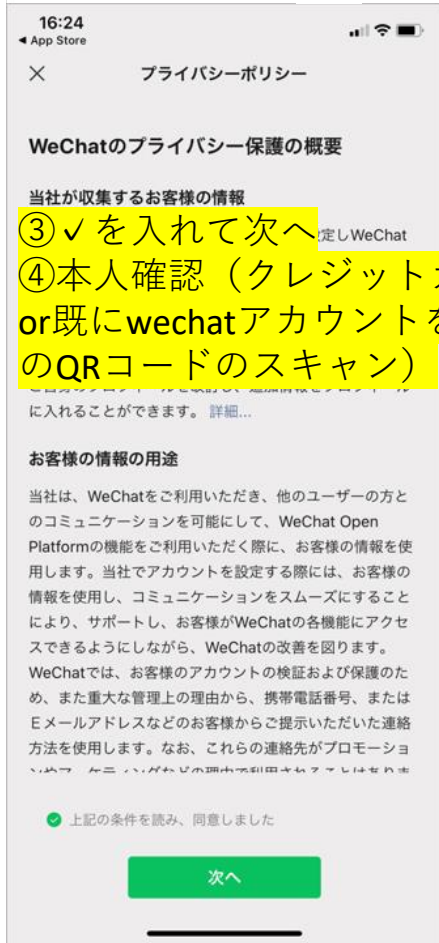 16:24
◀ App Store
× プライバシーポリシー
WeChatのプライバシー保護の概要
当社が収集するお客様の情報
③✓を入れて次へ
定しWeChat
④本人確認（クレジット
or既にwechatアカウントを
のQRコードのスキャン）
に入れることができます。 詳細...
お客様の情報の用途
当社は、WeChatをご利用いただき、他のユーザーの方と
のコミュニケーションを可能にして、WeChat Open
Platformの機能をご利用いただく際に、お客様の情報を使
用します。当社でアカウントを設定する際には、お客様の
情報を使用し、コミュニケーションをスムーズにすること
により、サポートし、お客様がWeChatの各機能にアクセ
スできるようにしながら、WeChatの改善を図ります。
WeChatでは、お客様のアカウントの検証および保護のた
め、また重大な管理上の理由から、携帯電話番号、または
Eメールアドレスなどのお客様からご提示いただいた連絡
方法を使用します。なお、これらの連絡先がプロモーショ
上記の条件を読み、同意しました
次へ